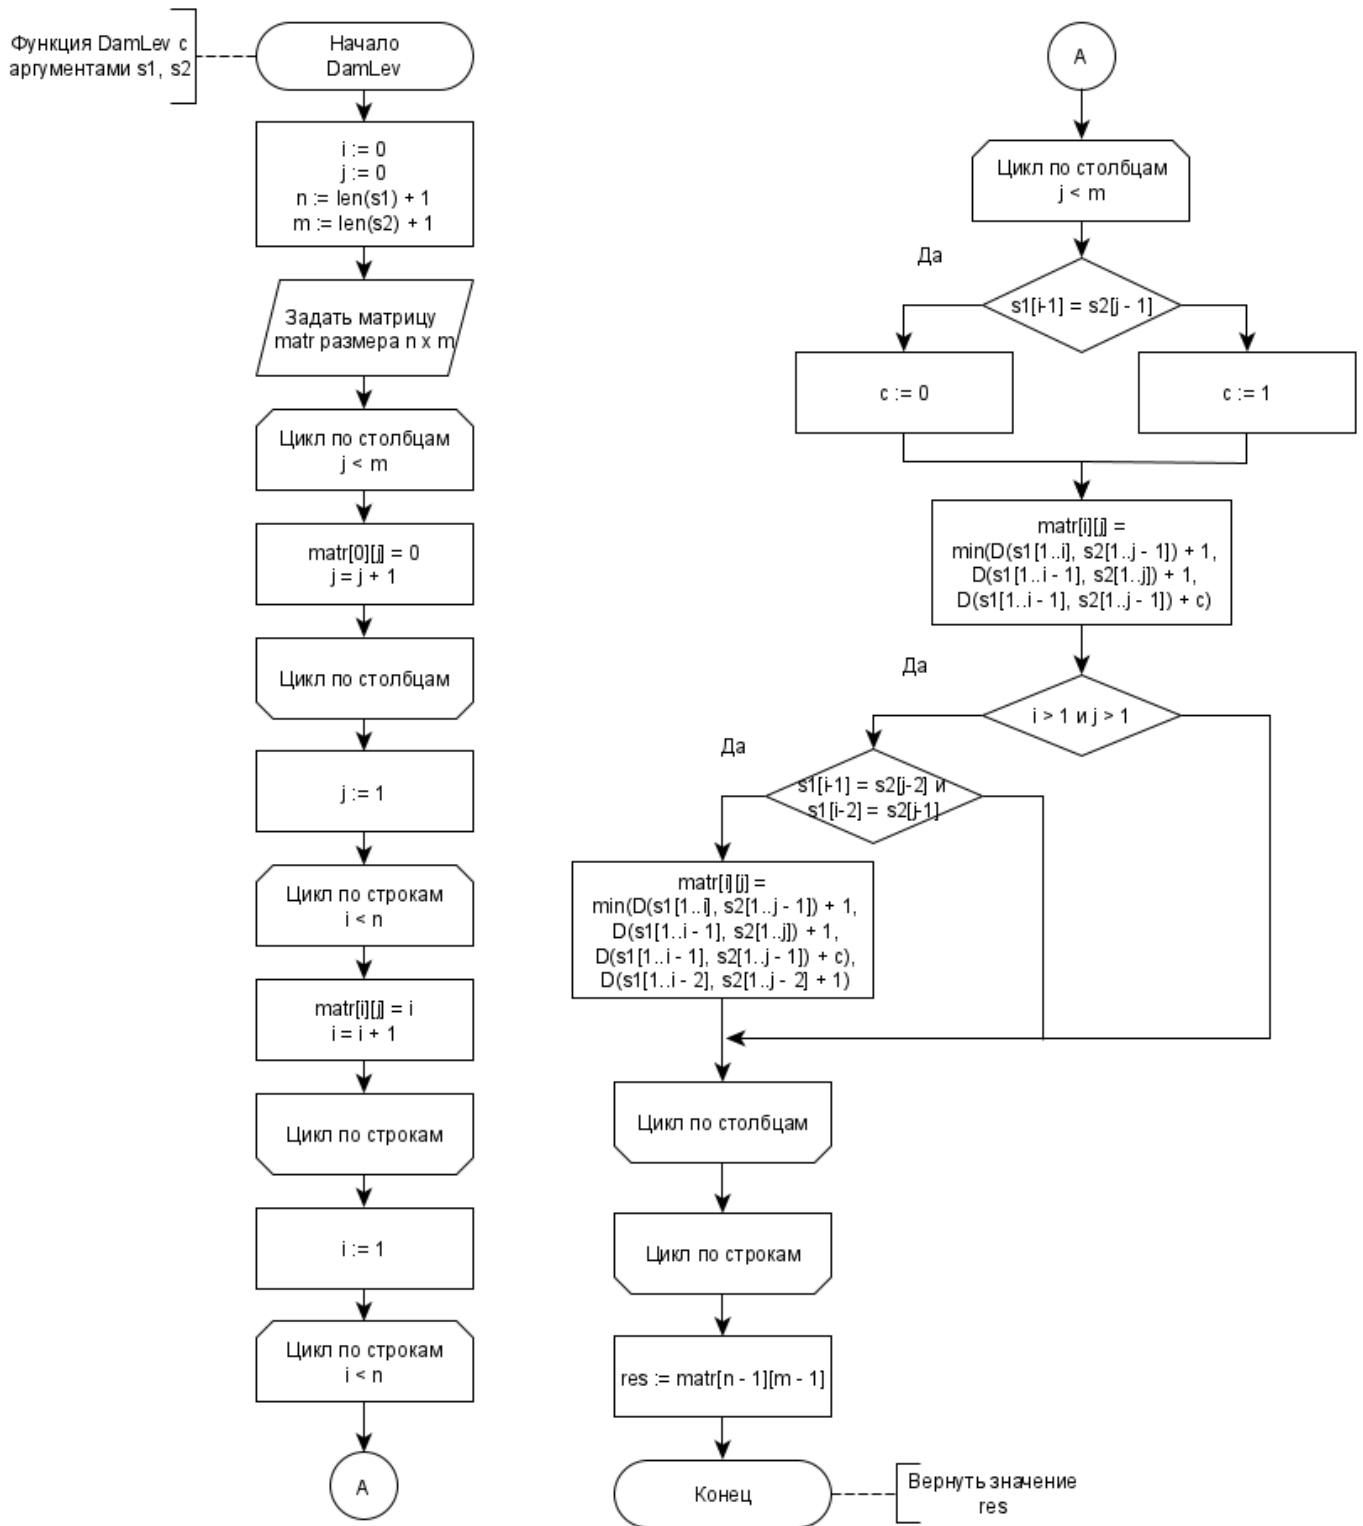 Функция DamLev с
аргументами s1, s2
Начало
DamLev
i := 0
j := 0
n := len(s1) + 1
m := len(s2) + 1
Задать матрицу
matr размера n x m
Цикл по столбцам
j < m
matr[0][j] = 0
j = j + 1
Цикл по столбцам
j := 1
Цикл по строкам
i < n
matr[i][j] = i
i = i + 1
Цикл по строкам
i := 1
Цикл по строкам
i < n
A
A
Цикл по столбцам
j < m
Да
s1[i-1] = s2[j - 1]
c := 0
c := 1
matr[i][j] =
min(D(s1[1..i], s2[1..j - 1]) + 1,
D(s1[1..i - 1], s2[1..j]) + 1,
D(s1[1..i - 1], s2[1..j - 1]) + c)
Да
i > 1 и j > 1
Да
s1[i-1] = s2[j-2] и
s1[i-2] = s2[j-1]
matr[i][j] =
min(D(s1[1..i], s2[1..j - 1]) + 1,
D(s1[1..i - 1], s2[1..j]) + 1,
D(s1[1..i - 1], s2[1..j - 1]) + c),
D(s1[1..i - 2], s2[1..j - 2] + 1)
Цикл по столбцам
Цикл по строкам
res := matr[n - 1][m - 1]
Конец
Вернуть значение
res